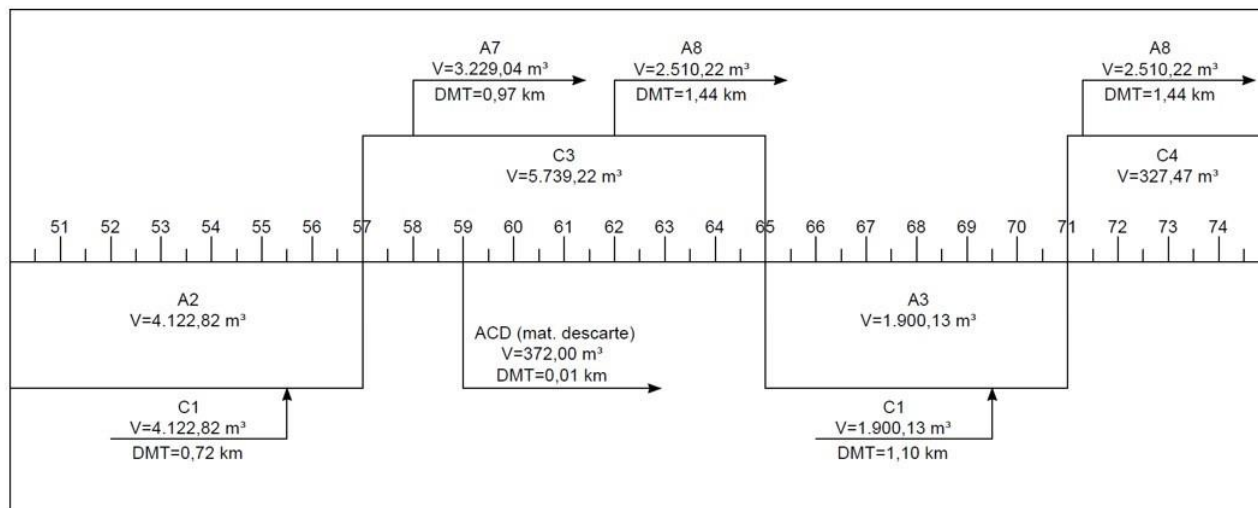 A7
V=3.229,04 m³
DMT=0,97 km
A8
V=2.510,22 m³
DMT=1,44 km
A8
V=2.510,22 m³
DMT=1,44 km
C3
V=5.739,22 m³
C4
V=327,47 m³
51 52 53 54 55 56 57 58 59 60 61 62 63 64 65 66 67 68 69 70 71 72 73 74
A2
V=4.122,82 m³
ACD (mat. descarte)
V=372,00 m³
DMT=0,01 km
A3
V=1.900,13 m³
C1
V=4.122,82 m³
DMT=0,72 km
C1
V=1.900,13 m³
DMT=1,10 km